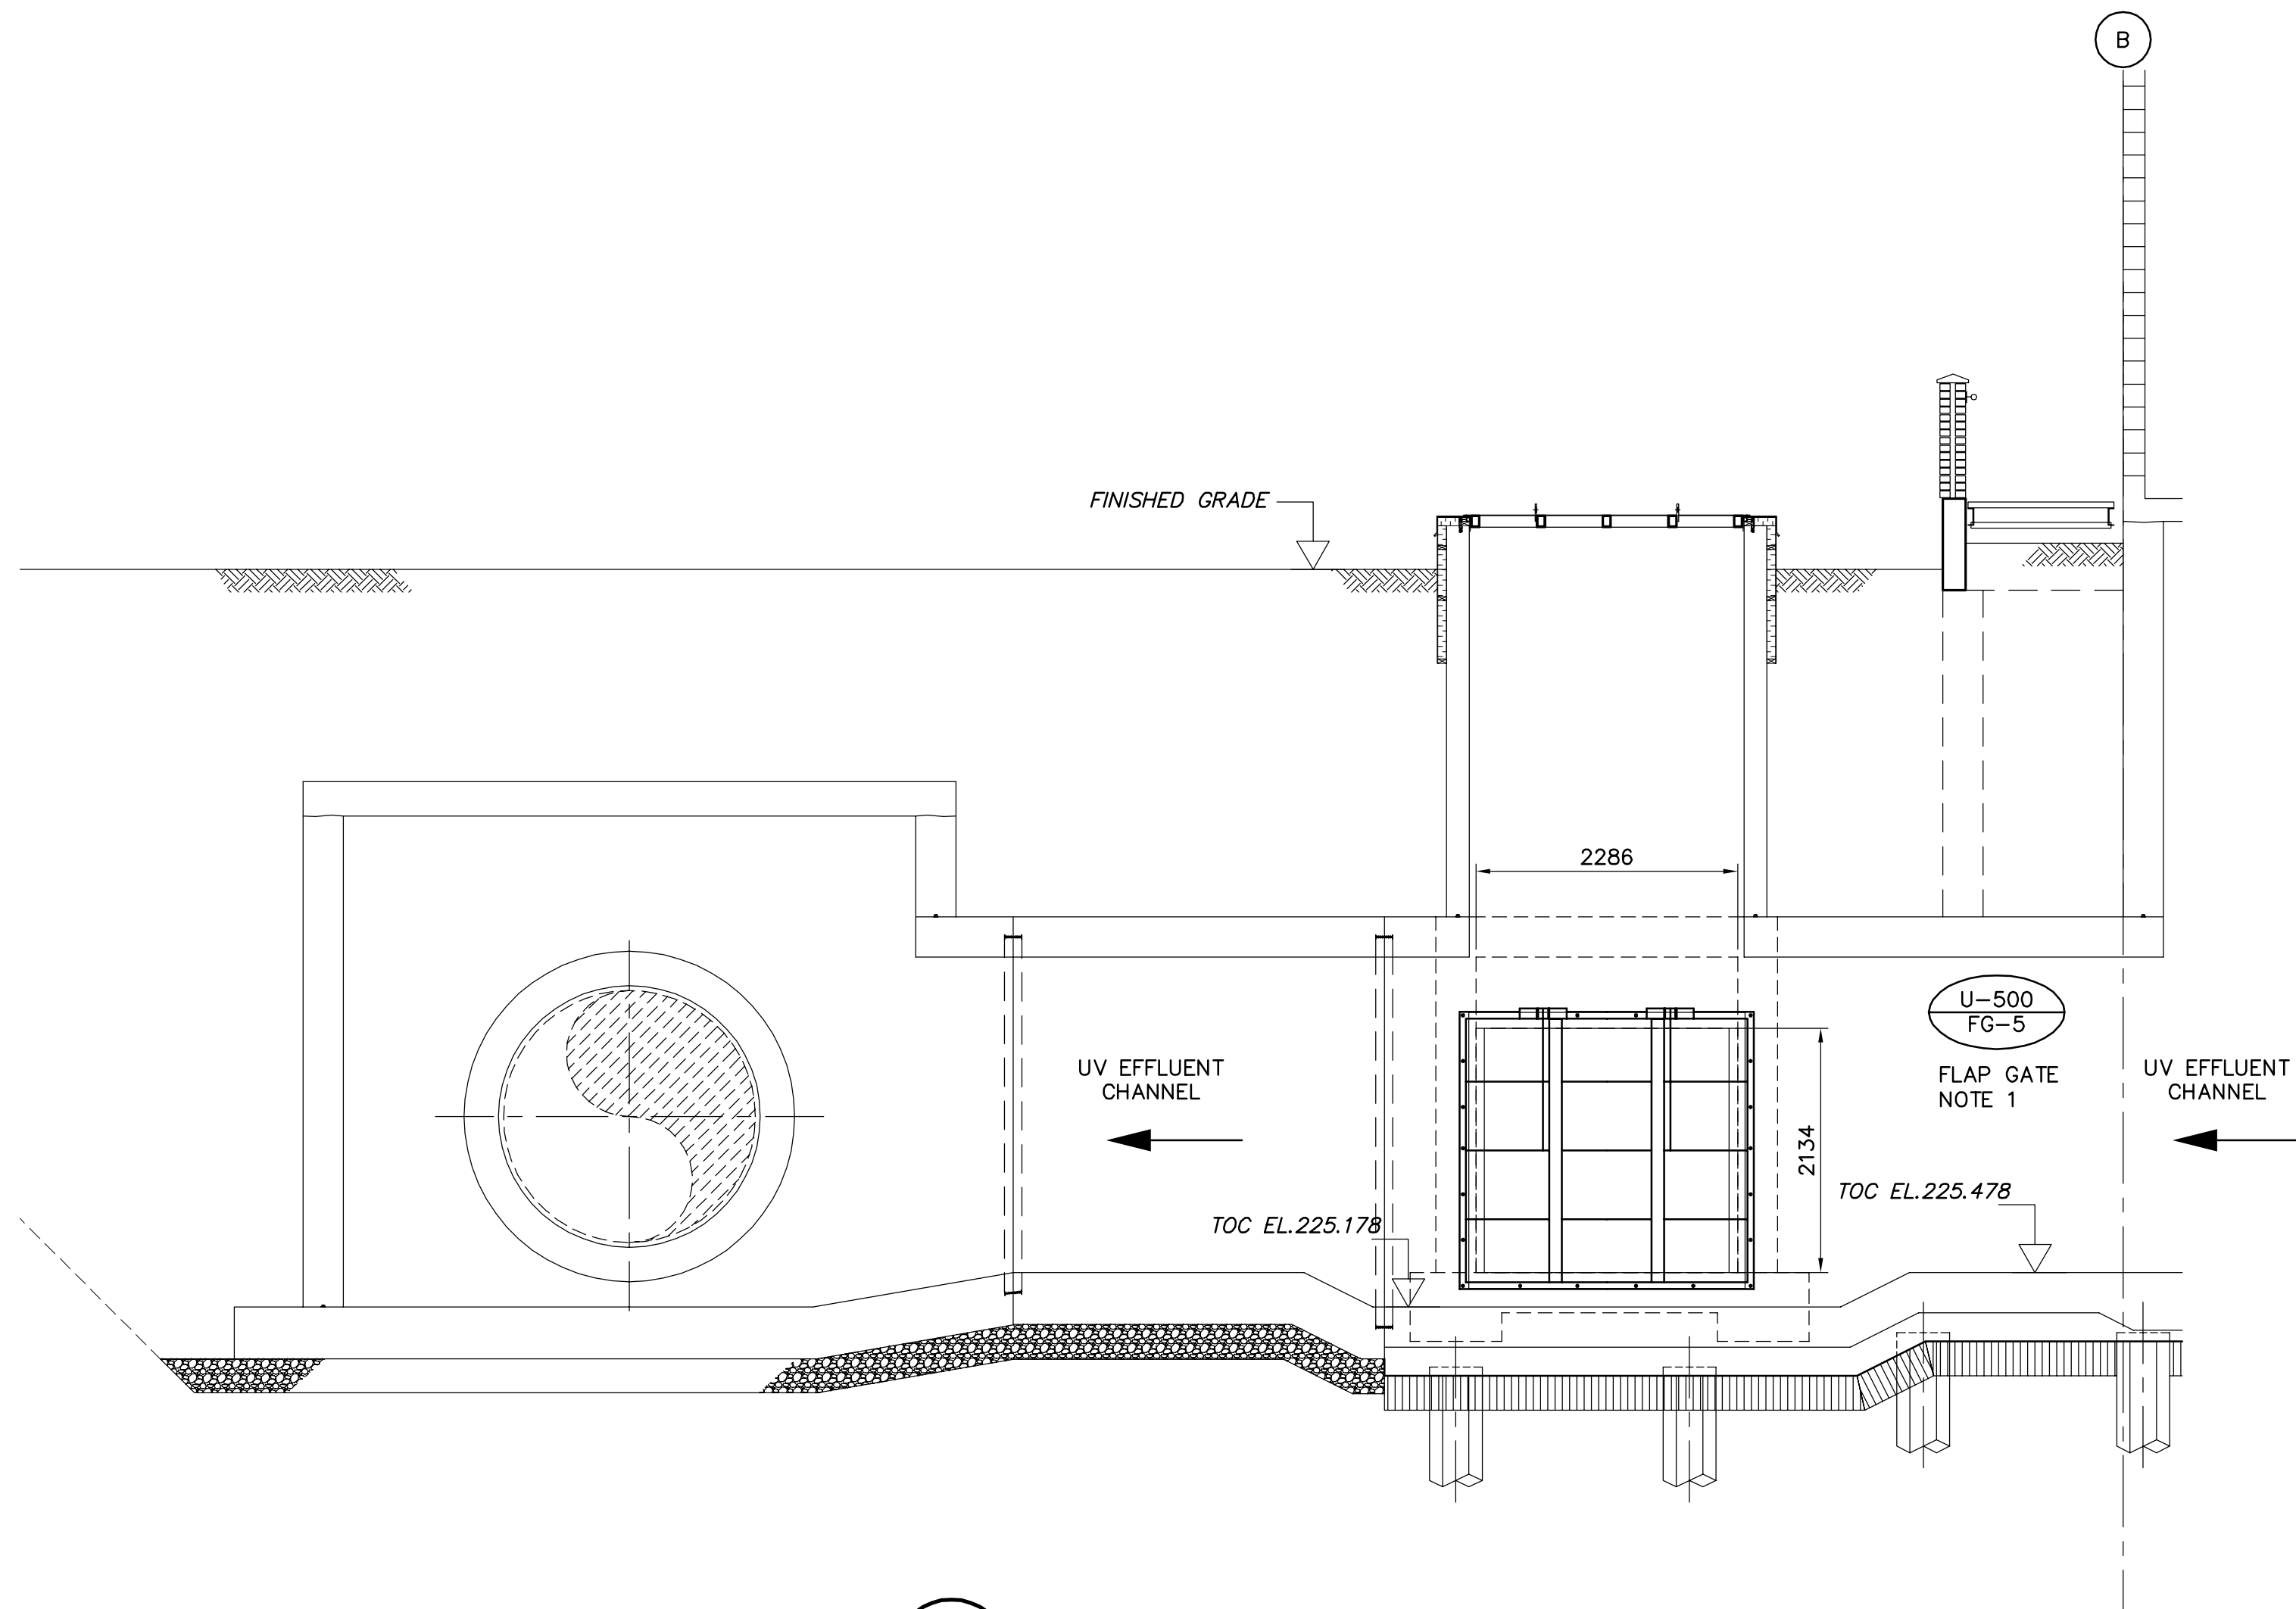 B
FINISHED GRADE
2286
U-500
FG-5
FLAP GATE
NOTE 1
UV EFFLUENT
CHANNEL
UV EFFLUENT
CHANNEL
2134
TOC EL.225.478
TOC EL.225.178